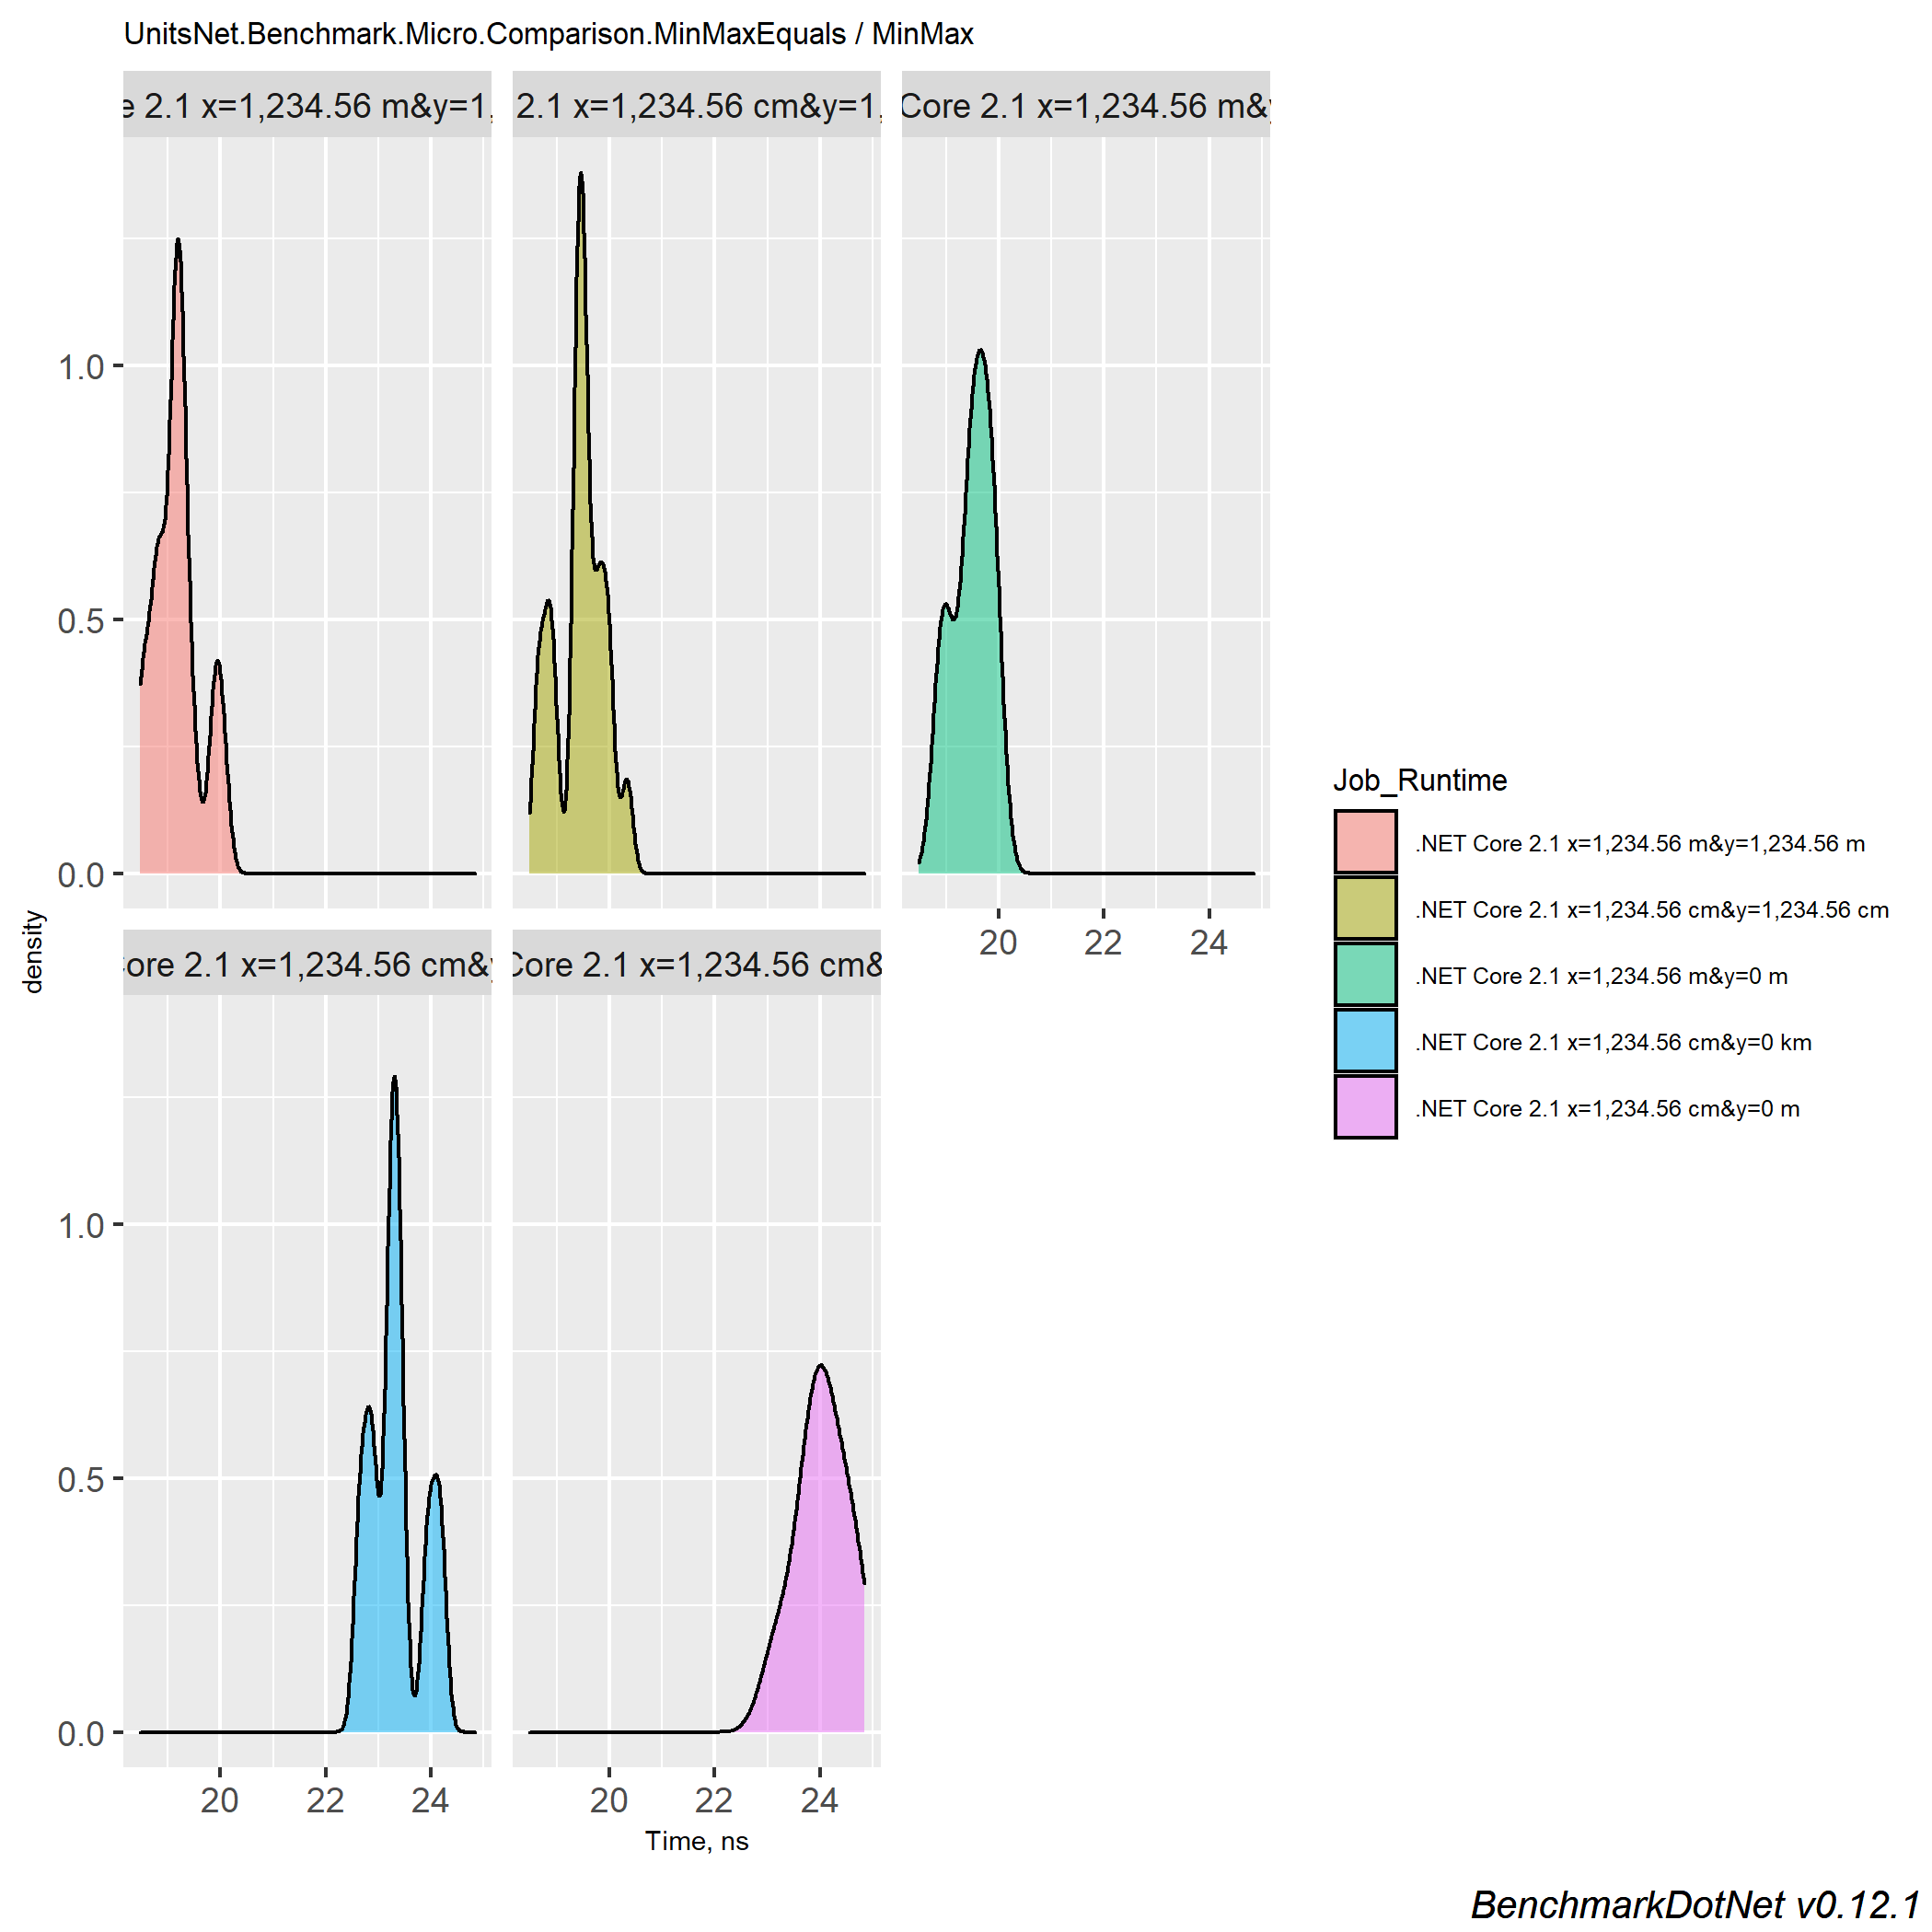 UnitsNet.Benchmark.Micro.Comparison.MinMaxEquals / MinMax
e 2.1 x=1,234.56 m&y=1,
2.1 x=1,234.56 cm&y=1,
Core 2.1 x=1,234.56 m&y
1.0
0.5
0.0
20 22 24
density
Core 2.1 x=1,234.56 cm&y
Core 2.1 x=1,234.56 cm&
1.0
0.5
0.0
20 22 24
20 22 24
Time, ns
Job_Runtime
.NET Core 2.1 x=1,234.56 m&y=1,234.56 m
.NET Core 2.1 x=1,234.56 cm&y=1,234.56 cm
.NET Core 2.1 x=1,234.56 m&y=0 m
.NET Core 2.1 x=1,234.56 cm&y=0 km
.NET Core 2.1 x=1,234.56 cm&y=0 m
BenchmarkDotNet v0.12.1